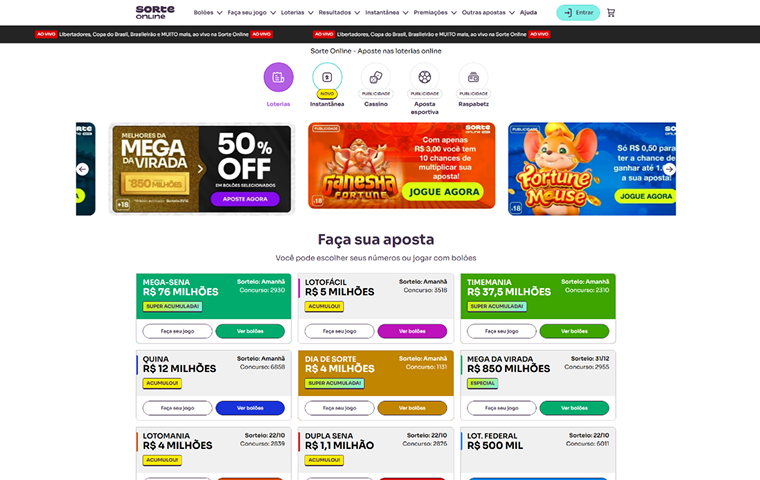 SORTE ONLINE
Bolões Faça seu jogo Loterias Resultados Instantânea Premiações Outras apostas Ajuda Entrar
AO VIVO Libertadores, Copa do Brasil, Brasileirão e MUITO mais, ao vivo na Sorte Online AO VIVO
AO VIVO Libertadores, Copa do Brasil, Brasileirão e MUITO mais, ao vivo na Sorte Online AO VIVO
Sorte Online - Aposte nas loterias online
NOVO PUBLICIDADE PUBLICIDADE PUBLICIDADE
Loterias Instantânea Cassino Aposta esportiva Raspabetz
MELHORES DA
MEGA
DA VIRADA
850 MILHÕES
+18
50%
OFF
EM BOLÕES SELECIONADOS
APOSTE AGORA
PUBLICIDADE
SORTE ONLINE
GANESHA
FORTUNE
Com apenas
R$ 3,00 você tem
10 chances de
multiplicar sua
aposta!
JOGUE AGORA
+18
PUBLICIDADE
SORTE ONLINE
Fortune
Mouse
Só R$ 0,50 para
ter a chance de
ganhar até
a sua aposta!
JOGUE AGORA
+18
Faça sua aposta
Você pode escolher seus números ou jogar com bolões
MEGA-SENA Sorteio: Amanhã
R$ 76 MILHÕES Concurso: 2930
SUPER ACUMULADA!
Faça seu jogo Ver bolões
LOTOFÁCIL Sorteio: Amanhã
R$ 5 MILHÕES Concurso: 3518
ACUMULOU!
Faça seu jogo Ver bolões
TIMEMANIA Sorteio: Amanhã
R$ 37,5 MILHÕES Concurso: 2310
SUPER ACUMULADA!
Faça seu jogo Ver bolões
QUINA Sorteio: Amanhã
R$ 12 MILHÕES Concurso: 6858
ACUMULOU!
Faça seu jogo Ver bolões
DIA DE SORTE Sorteio: Amanhã
R$ 4 MILHÕES Concurso: 1131
SUPER ACUMULADA!
Faça seu jogo Ver bolões
MEGA DA VIRADA Sorteio: 31/12
R$ 850 MILHÕES Concurso: 2955
ESPECIAL
Faça seu jogo Ver bolões
LOTOMANIA Sorteio: 22/10
R$ 4 MILHÕES Concurso: 2839
ACUMULOU!
DUPLA SENA Sorteio: 22/10
R$ 1,1 MILHÃO Concurso: 2876
ACUMULOU!
LOT. FEDERAL Sorteio: 22/10
R$ 500 MIL Concurso: 6011